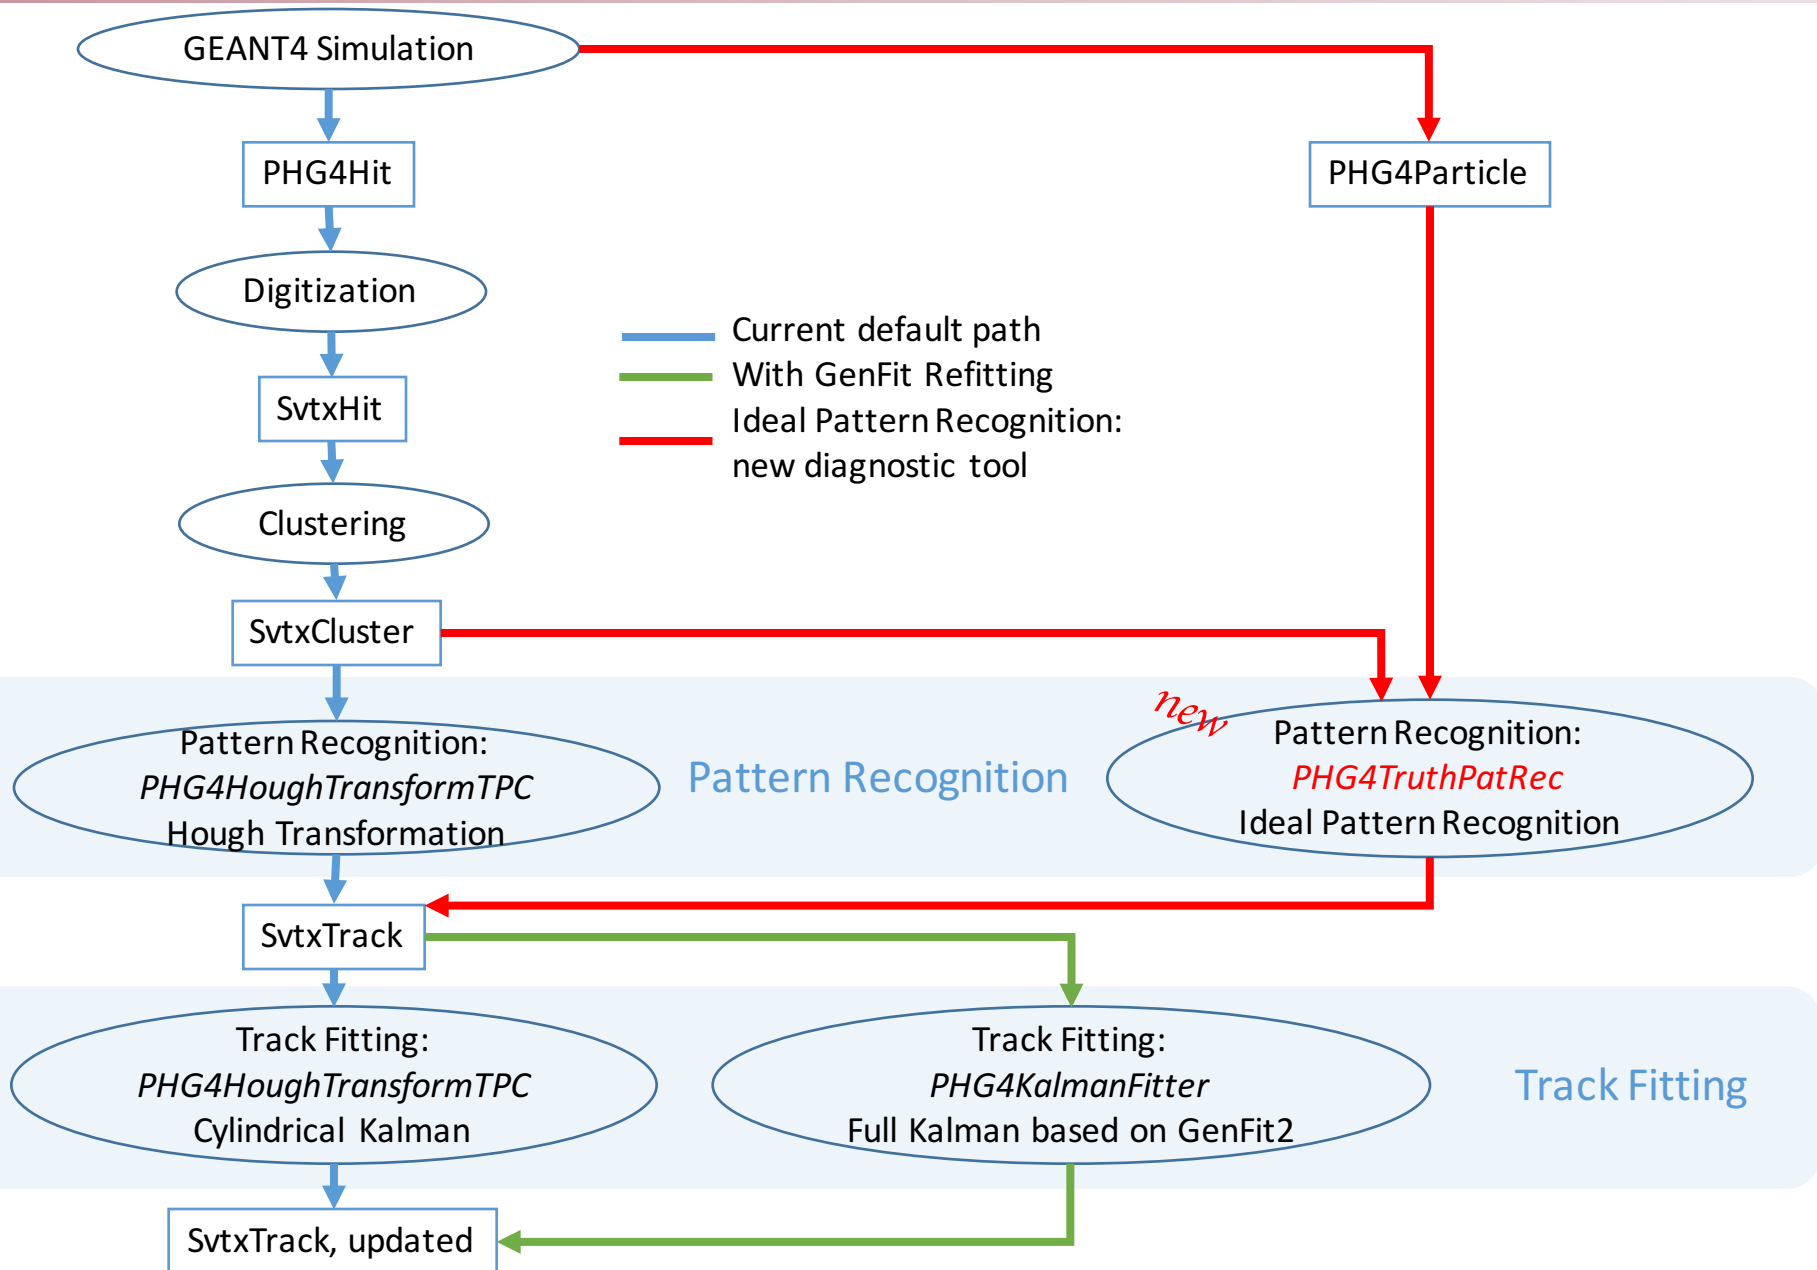 GEANT4 Simulation
PHG4Hit
PHG4Particle
Digitization
Current default path
With GenFit Refitting
Ideal Pattern Recognition:
new diagnostic tool
SvtxHit
Clustering
SvtxCluster
Pattern Recognition:
PHG4HoughTransformTPC
Hough Transformation
Pattern Recognition
new
Pattern Recognition:
PHG4TruthPatRec
Ideal Pattern Recognition
SvtxTrack
Track Fitting:
PHG4HoughTransformTPC
Cylindrical Kalman
Track Fitting:
PHG4KalmanFitter
Full Kalman based on GenFit2
Track Fitting
SvtxTrack, updated